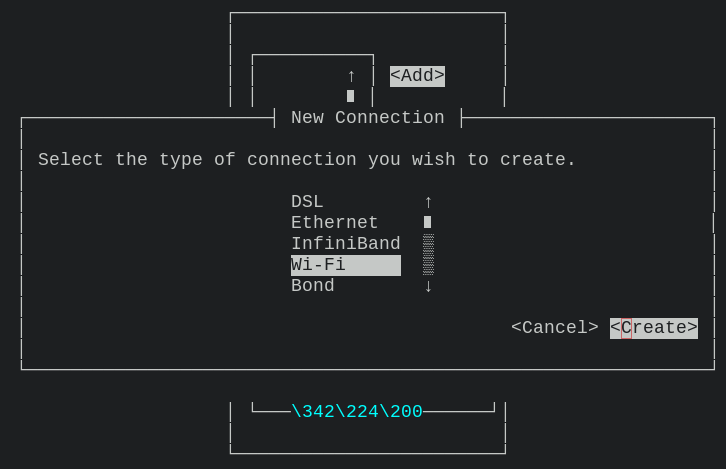 <Add>
New Connection
Select the type of connection you wish to create.
DSL
Ethernet
InfiniBand
Wi-Fi
Bond
<Cancel> <Create>
\342\224\200